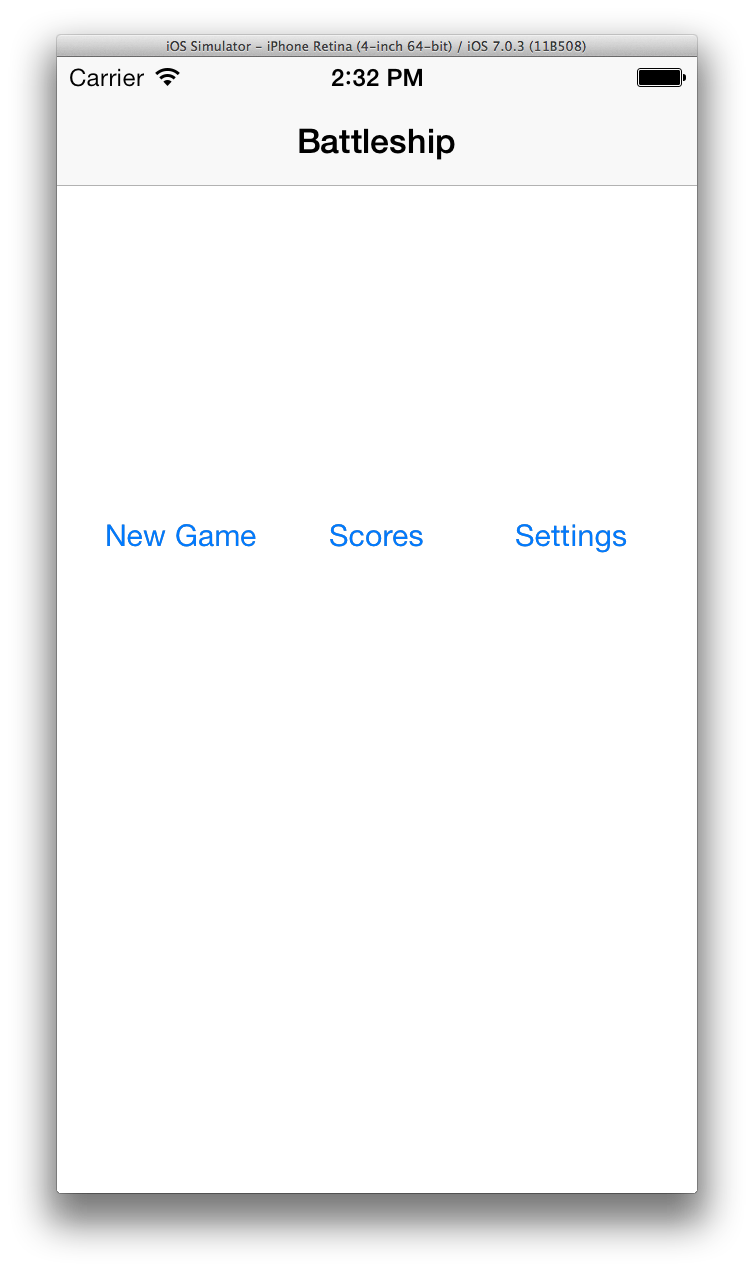 iOS Simulator – iPhone Retina (4-inch 64-bit) / iOS 7.0.3 (11B508)
Carrier 2:32 PM
Battleship
New Game Scores Settings